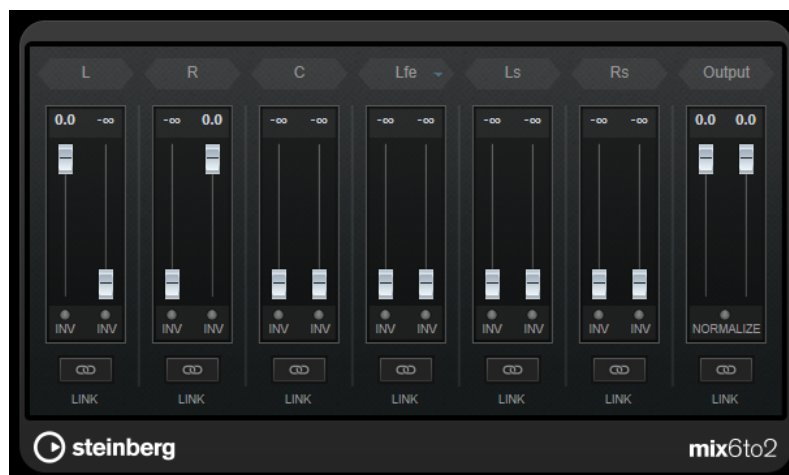 L R C Lfe Ls Rs Output
0.0 -∞ -∞ 0.0 -∞ -∞ -∞ -∞ -∞ -∞ -∞ -∞ 0.0 0.0
INV INV INV INV INV INV INV INV INV INV INV INV NORMALIZE
LINK LINK LINK LINK LINK LINK LINK
steinberg mix6to2